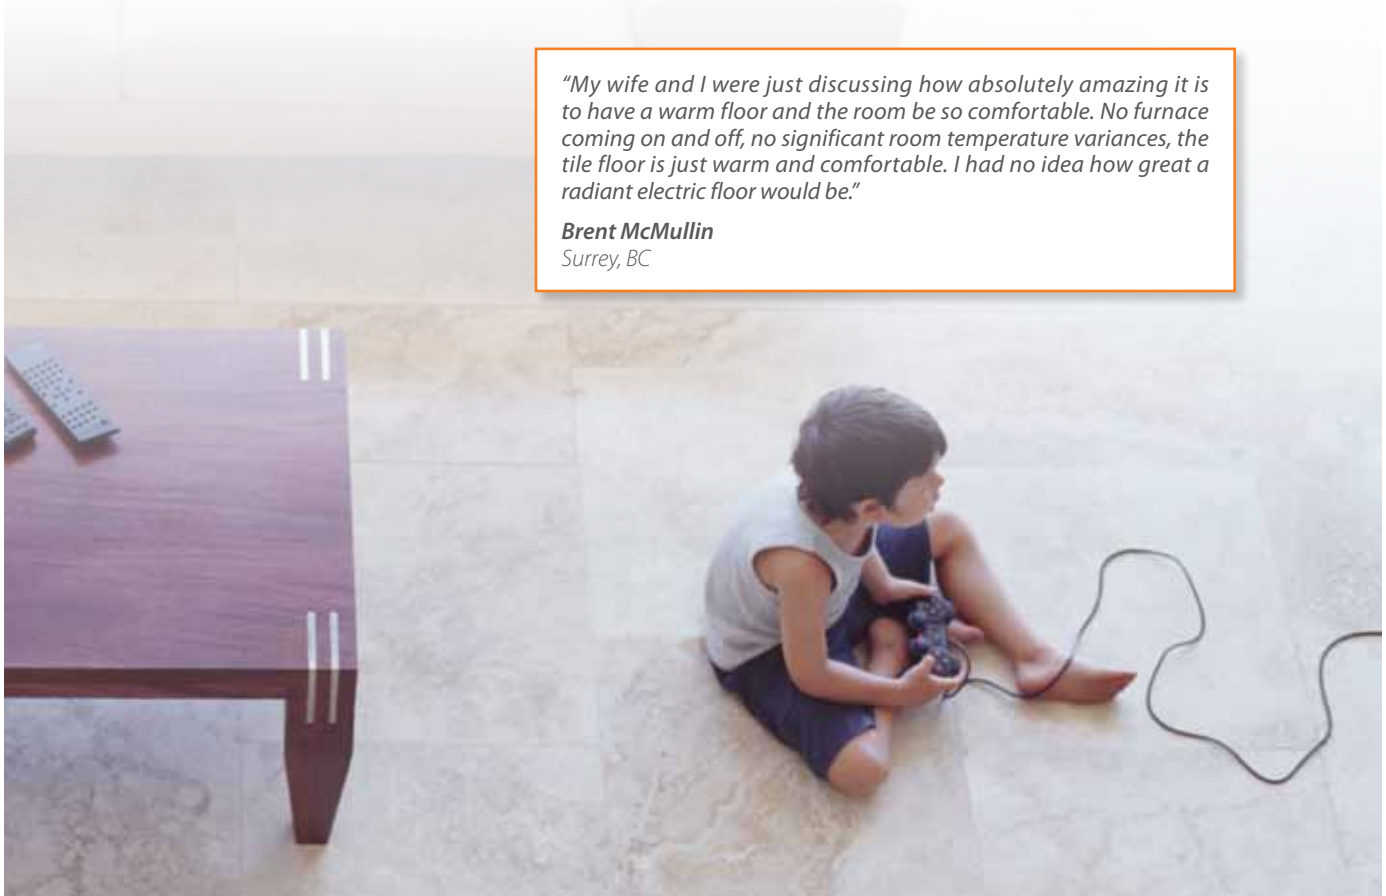 “My wife and I were just discussing how absolutely amazing it is
to have a warm floor and the room be so comfortable. No furnace
coming on and off, no significant room temperature variances, the
tile floor is just warm and comfortable. I had no idea how great a
radiant electric floor would be.”
Brent McMullin
Surrey, BC